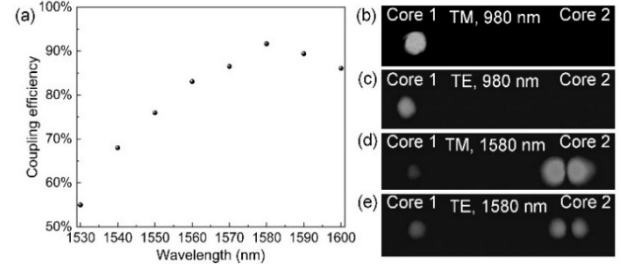 (a)
Coupling efficiency
100%
90%
80%
70%
60%
50%
1530 1540 1550 1560 1570 1580 1590 1600
Wavelength (nm)
(b) Core 1 TM, 980 nm Core 2
(c) Core 1 TE, 980 nm Core 2
(d) Core 1 TM, 1580 nm Core 2
(e) Core 1 TE, 1580 nm Core 2